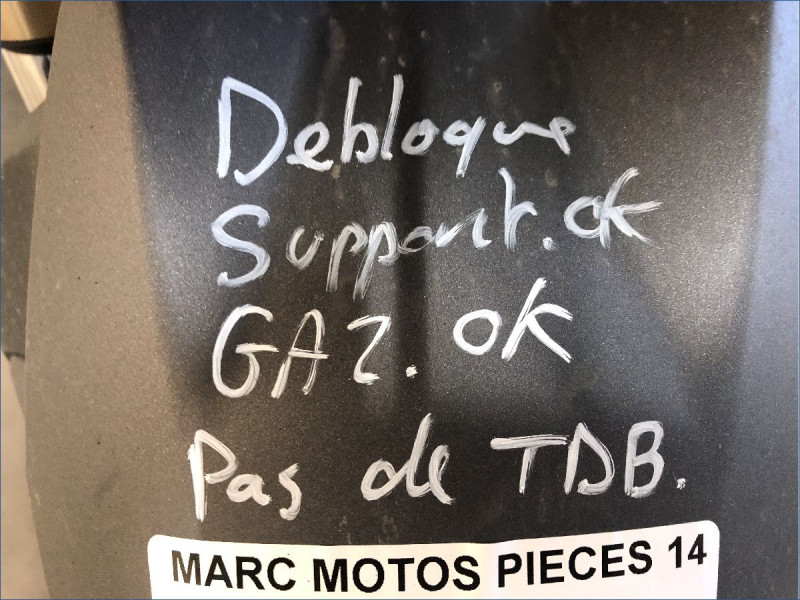 Debloque
Support. ok
GAZ. OK
Pas de TDB.
MARC MOTOS PIECES 14